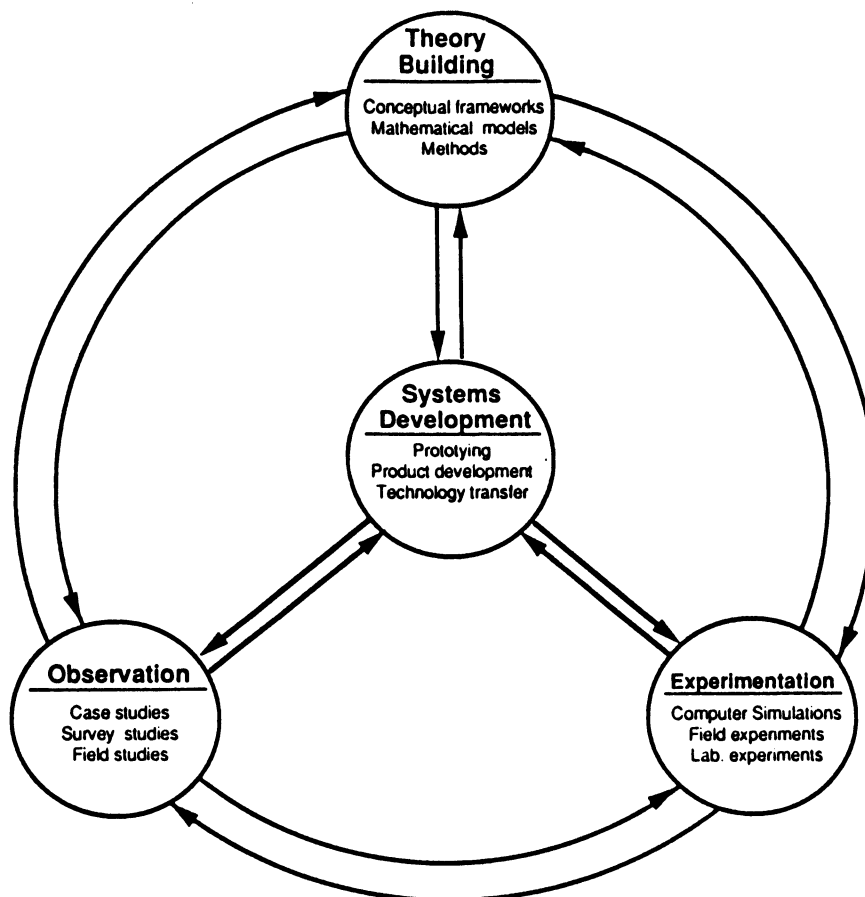 Theory
Building
Conceptual frameworks
Mathematical models
Methods
Systems
Development
Prototying
Product development
Technology transfer
Observation
Case studies
Survey studies
Field studies
Experimentation
Computer Simulations
Field experiments
Lab. experiments